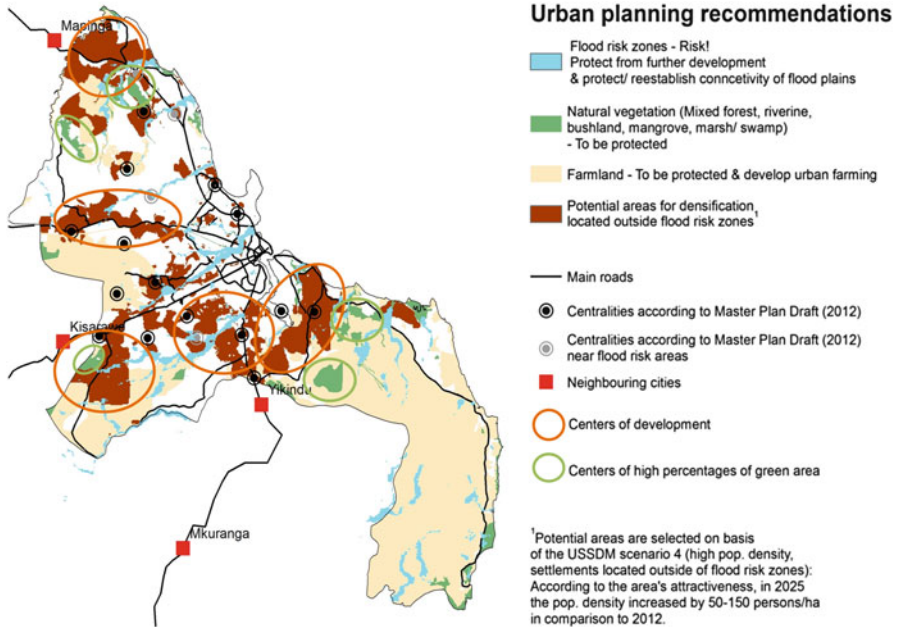 Urban planning recommendations
Flood risk zones - Risk!
Protect from further development
& protect/ reestablish conncetivity of flood plains
Natural vegetation (Mixed forest, riverine,
bushland, mangrove, marsh/ swamp)
- To be protected
Farmland - To be protected & develop urban farming
Potential areas for densification
located outside flood risk zones¹
Main roads
Centralities according to Master Plan Draft (2012)
Centralities according to Master Plan Draft (2012)
near flood risk areas
Neighbouring cities
Centers of development
Centers of high percentages of green area
¹Potential areas are selected on basis
of the USSDM scenario 4 (high pop. density,
settlements located outside of flood risk zones):
According to the area's attractiveness, in 2025
the pop. density increased by 50-150 persons/ha
in comparison to 2012.
Mapinga
Kisarawe
Yikindu
Mkuranga